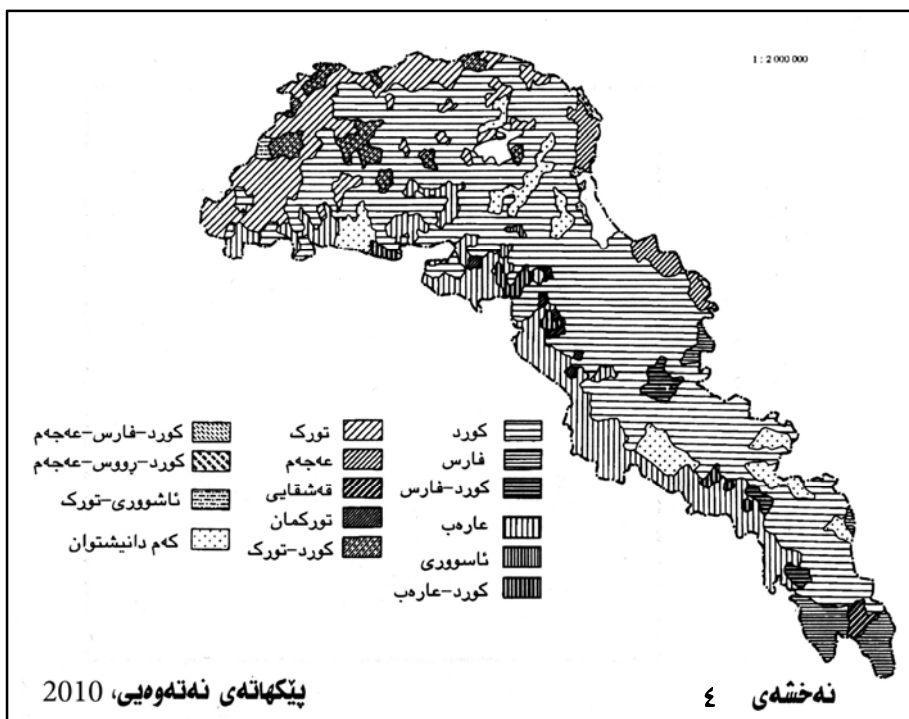 1 : 2 000 000
کورد
فارس
کورد-فارس
عارەب
ئاسووری
کورد-عارەب
تورک
عەجەم
قەشقایی
تورکمان
کورد-تورک
کورد-فارس-عەجەم
کورد-ڕووس-عەجەم
ئاشووری-تورک
کەم دانیشتوان
نەخشەی ٤
پێکهاتەی نەتەوەیی، 2010